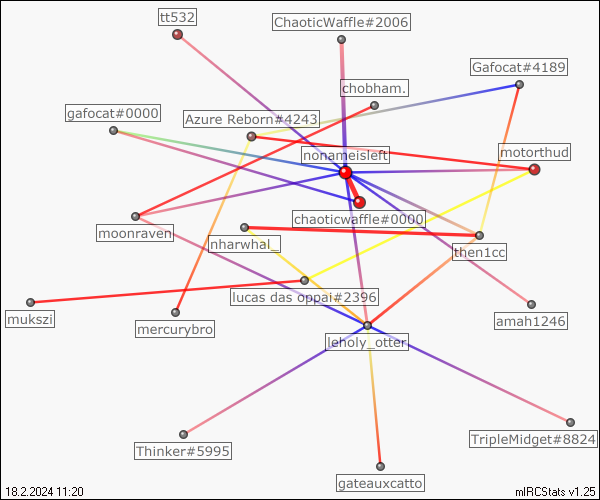 tt532
ChaoticWaffle#2006
Gafocat#4189
chobham.
gafocat#0000
Azure Reborn#4243
nonameisleft
motorthud
chaoticwaffle#0000
moonraven
nharwhal_
then1cc
lucas das oppai#2396
mukszi
mercurybro
amah1246
leholy_otter
Thinker#5995
TripleMidget#8824
gateauxcatto
18.2.2024 11:20
mIRCStats v1.25